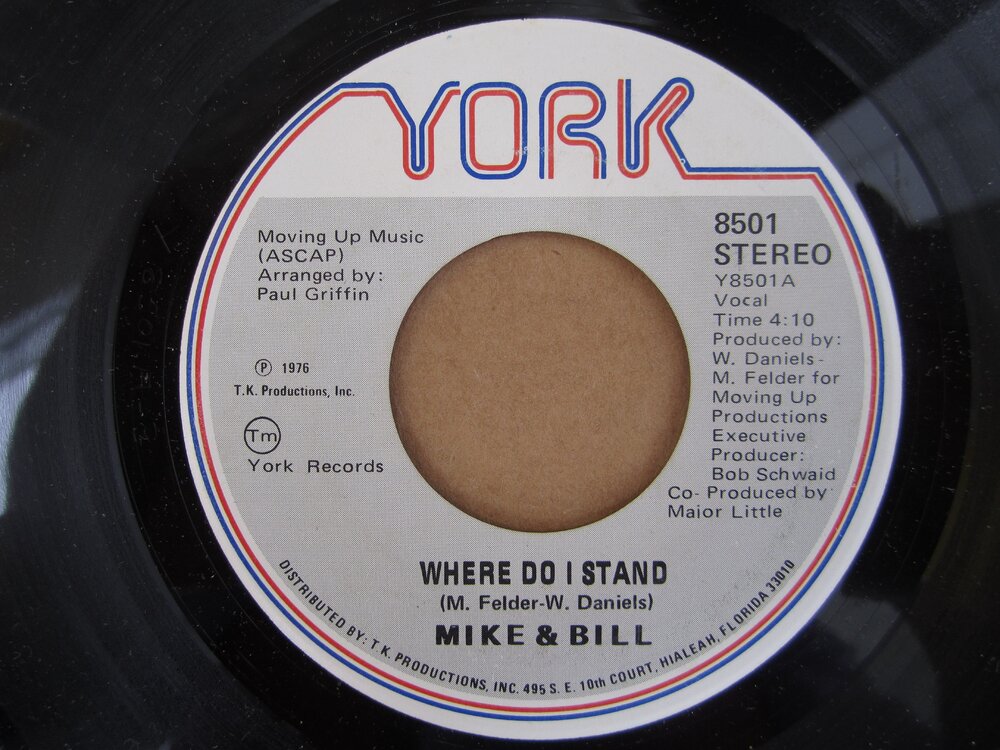 YORK
Moving Up Music
(ASCAP)
Arranged by:
Paul Griffin
℗ 1976
T.K. Productions, Inc.
Tm
York Records
8501
STEREO
Y8501A
Vocal
Time 4:10
Produced by:
W. Daniels-
M. Felder for
Moving Up
Productions
Executive
Producer:
Bob Schwaid
Co- Produced by
Maior Little
WHERE DO I STAND
(M. Felder-W. Daniels)
MIKE & BILL
DISTRIBUTED BY: T.K. PRODUCTIONS, INC. 495 S. E. 10th COURT, HIALEAH, FLORIDA 33010